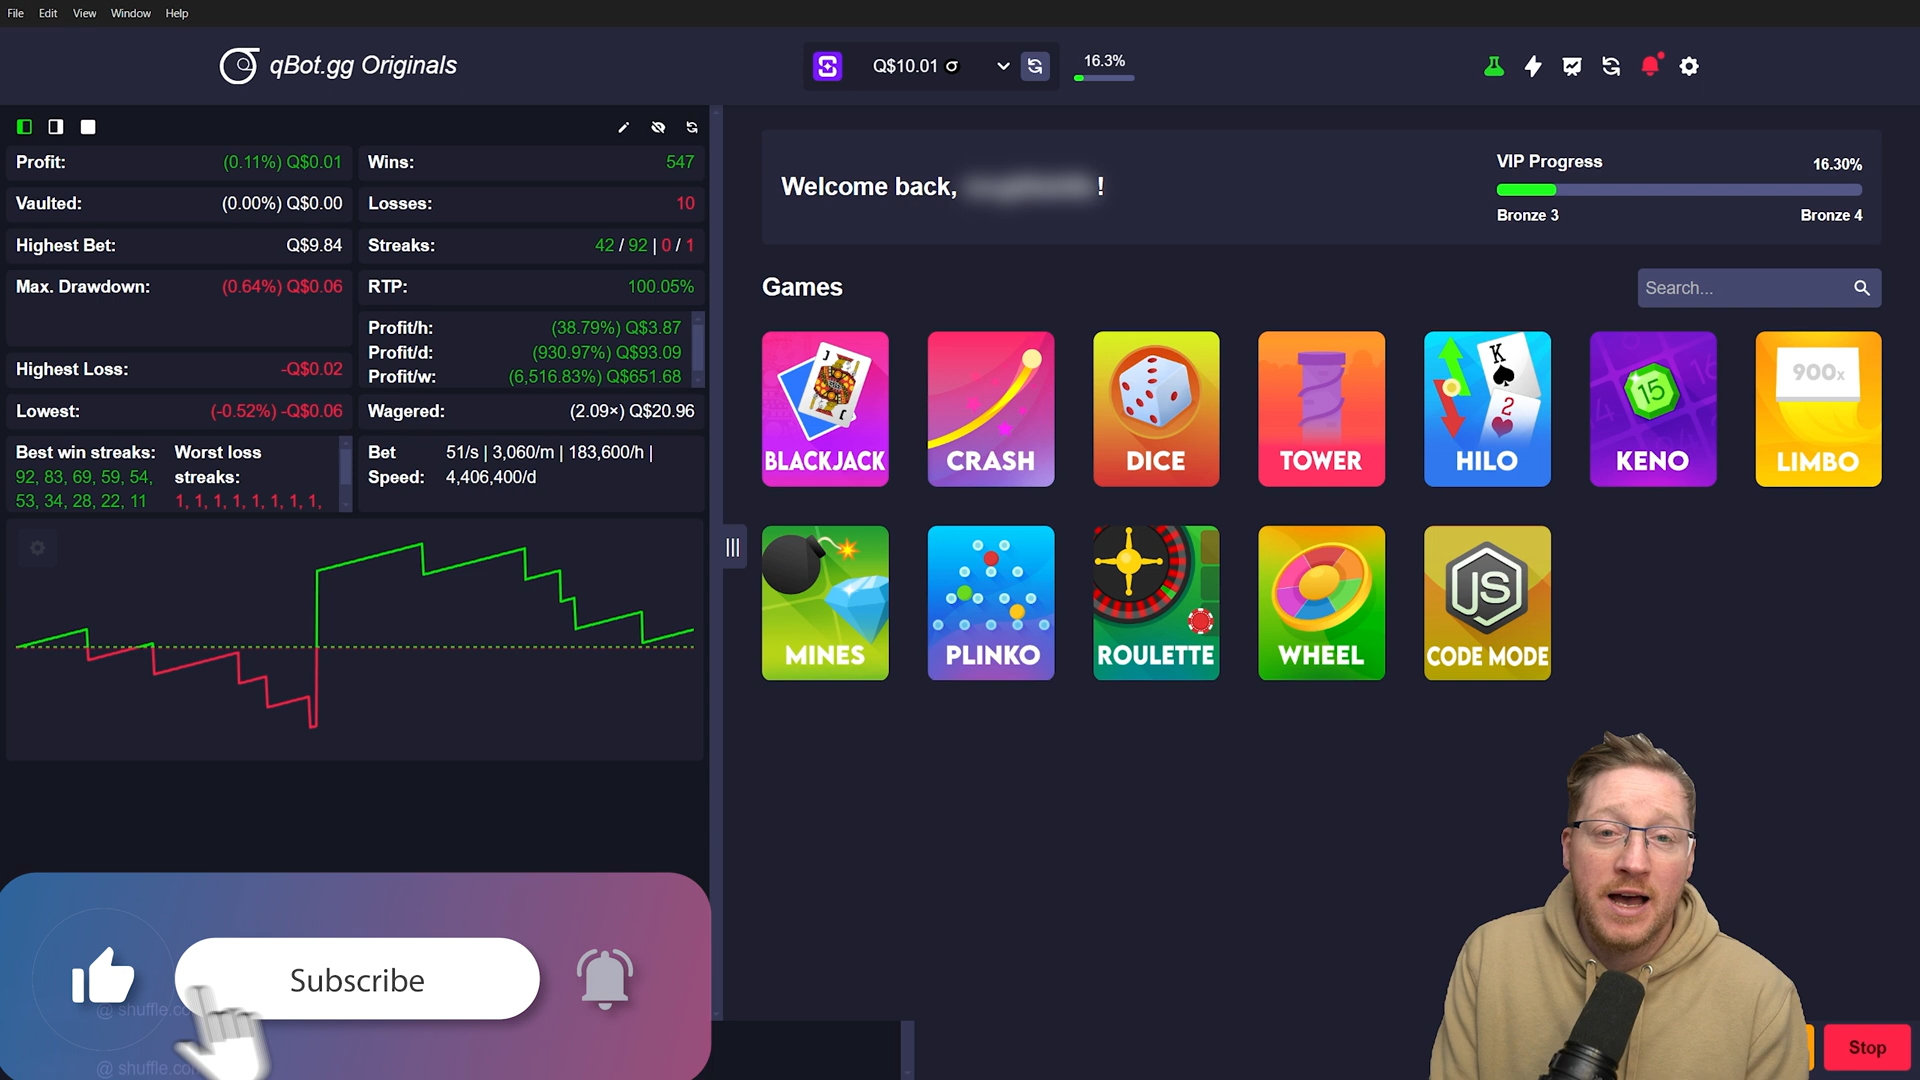 File Edit View Window Help
qBot.gg Originals
Q$10.01
16.3%
Profit: (0.11%) Q$0.01
Wins: 547
Vaulted: (0.00%) Q$0.00
Losses: 10
Highest Bet: Q$9.84
Streaks: 42 / 92 | 0 / 1
Max. Drawdown: (0.64%) Q$0.06
RTP: 100.05%
Profit/h: (38.79%) Q$3.87
Profit/d: (930.97%) Q$93.09
Profit/w: (6,516.83%) Q$651.68
Highest Loss: -Q$0.02
Lowest: (-0.52%) -Q$0.06
Wagered: (2.09×) Q$20.96
Best win streaks:
92, 83, 69, 59, 54,
53, 34, 28, 22, 11
Worst loss
streaks:
1, 1, 1, 1, 1, 1, 1, 1,
Bet
Speed:
51/s | 3,060/m | 183,600/h |
4,406,400/d
Welcome back, !
VIP Progress 16.30%
Bronze 3 Bronze 4
Games
Search...
J
J
BLACKJACK
CRASH
DICE
TOWER
K
2
HILO
15
KENO
900x
LIMBO
MINES
PLINKO
ROULETTE
WHEEL
JS
CODE MODE
Subscribe
@ shuffle.co
@ shuffle.co
Stop